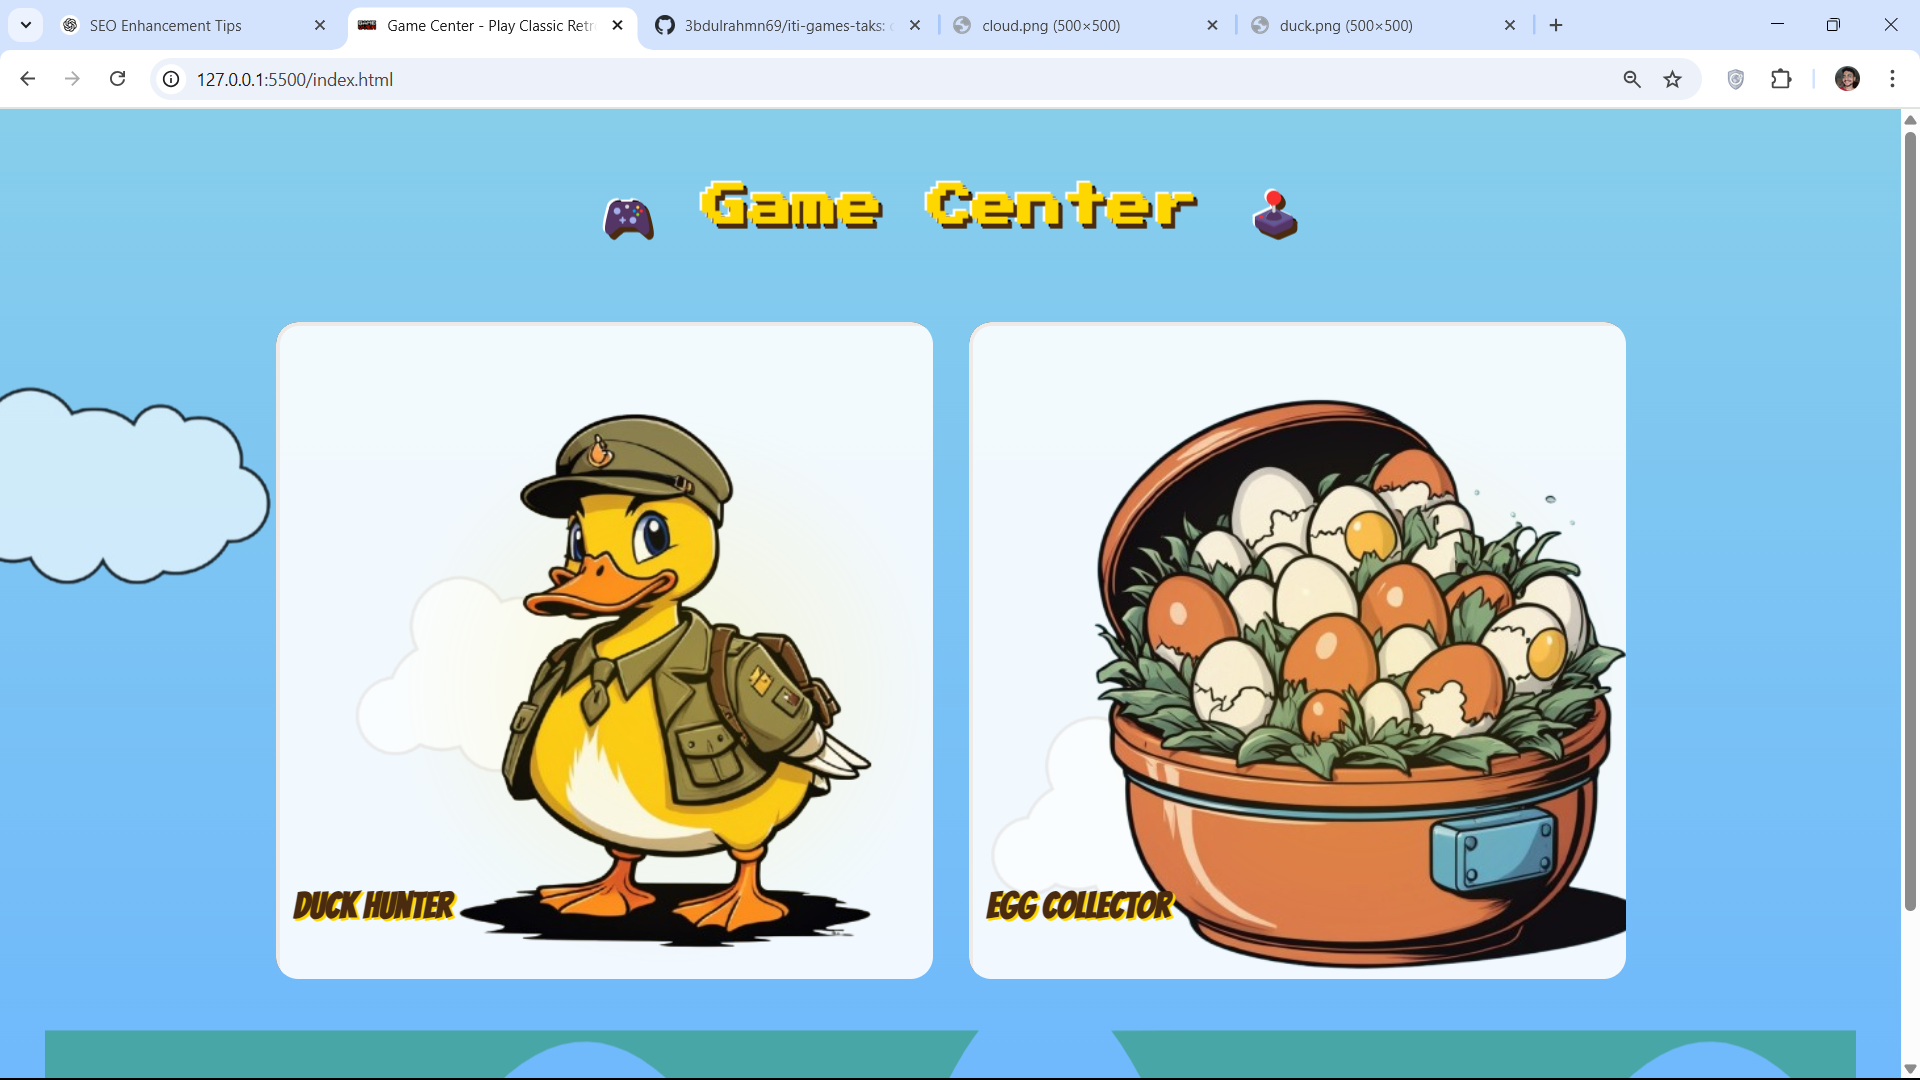 SEO Enhancement Tips
Game Center - Play Classic Retr
3bdulrahmn69/iti-games-taks:
cloud.png (500×500)
duck.png (500×500)
127.0.0.1:5500/index.html
Game Center
DUCK HUNTER
EGG COLLECTOR